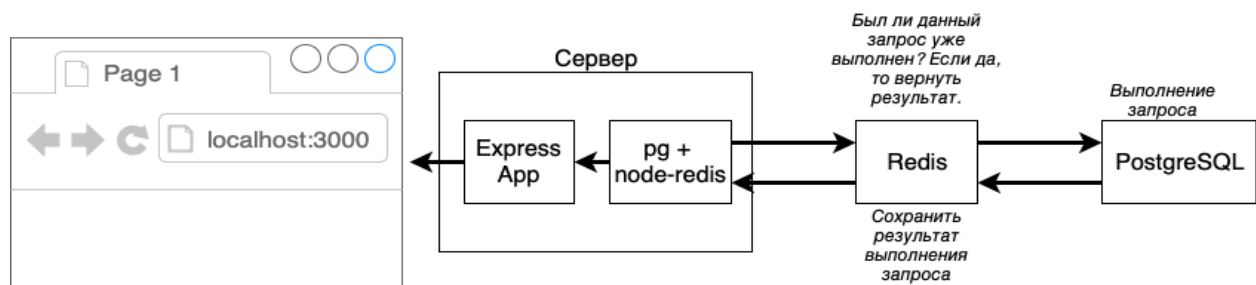 Page 1
localhost:3000
Сервер
Express
App
pg +
node-redis
Был ли данный
запрос уже
выполнен? Если да,
то вернуть
результат.
Redis
Сохранить
результат
выполнения
запроса
Выполнение
запроса
PostgreSQL